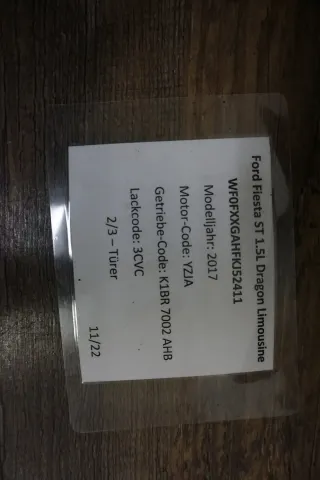 Ford Fiesta ST 1.5L Dragon Limousine
WF0FXXGAHFKJ52411
Modelljahr: 2017
Motor-Code: YZJA
Getriebe-Code: K1BR 7002 AHB
Lackcode: 3CVC
2/3 – Türer
11/22